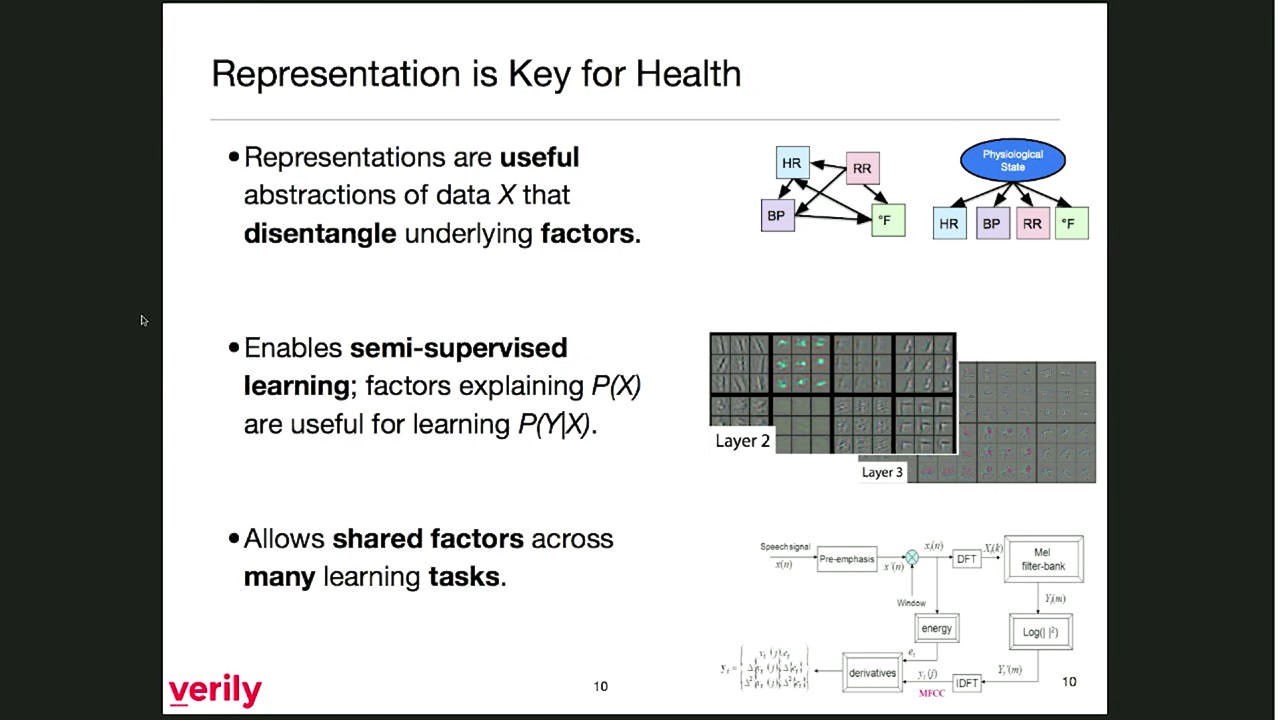 Representation is Key for Health
•Representations are useful
abstractions of data X that
disentangle underlying factors.
HR
RR
BP
°F
Physiological
State
HR
BP
RR
°F
•Enables semi-supervised
learning; factors explaining P(X)
are useful for learning P(Y|X).
Layer 2
Layer 3
•Allows shared factors across
many learning tasks.
Speech signal
x(n)
Pre-emphasis
x'(n)
Window
DFT
Mel
filter-bank
energy
Log(| |²)
derivatives
IDFT
MFCC
verily
10
10